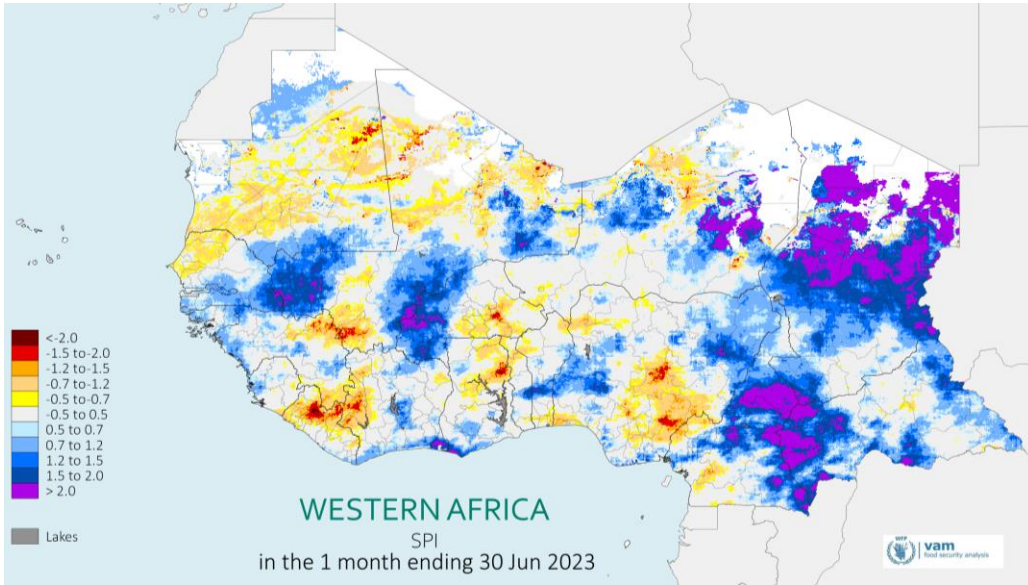 <-2.0
-1.5 to-2.0
-1.2 to-1.5
-0.7 to-1.2
-0.5 to-0.7
-0.5 to 0.5
0.5 to 0.7
0.7 to 1.2
1.2 to 1.5
1.5 to 2.0
> 2.0
Lakes
WESTERN AFRICA
SPI
in the 1 month ending 30 Jun 2023
WFP
vam
food security analysis